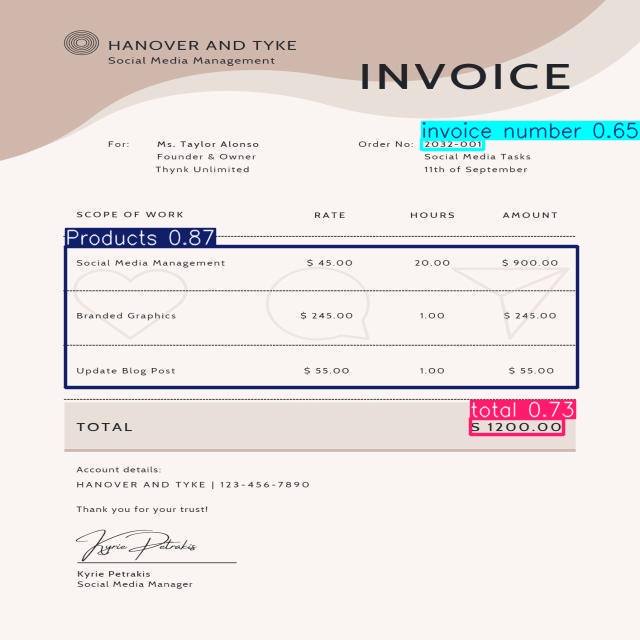 HANOVER AND TYKE
Social Media Management
INVOICE
invoice number 0.65
For: Ms. Taylor Alonso
Founder & Owner
Thynk Unlimited
Order No: 2032-001
Social Media Tasks
11th of September
SCOPE OF WORK RATE HOURS AMOUNT
Products 0.87
Social Media Management $ 45.00 20.00 $ 900.00
Branded Graphics $ 245.00 1.00 $ 245.00
Update Blog Post $ 55.00 1.00 $ 55.00
total 0.73
TOTAL $ 1200.00
Account details:
HANOVER AND TYKE | 123-456-7890
Thank you for your trust!
Kyrie Petrakis
Kyrie Petrakis
Social Media Manager